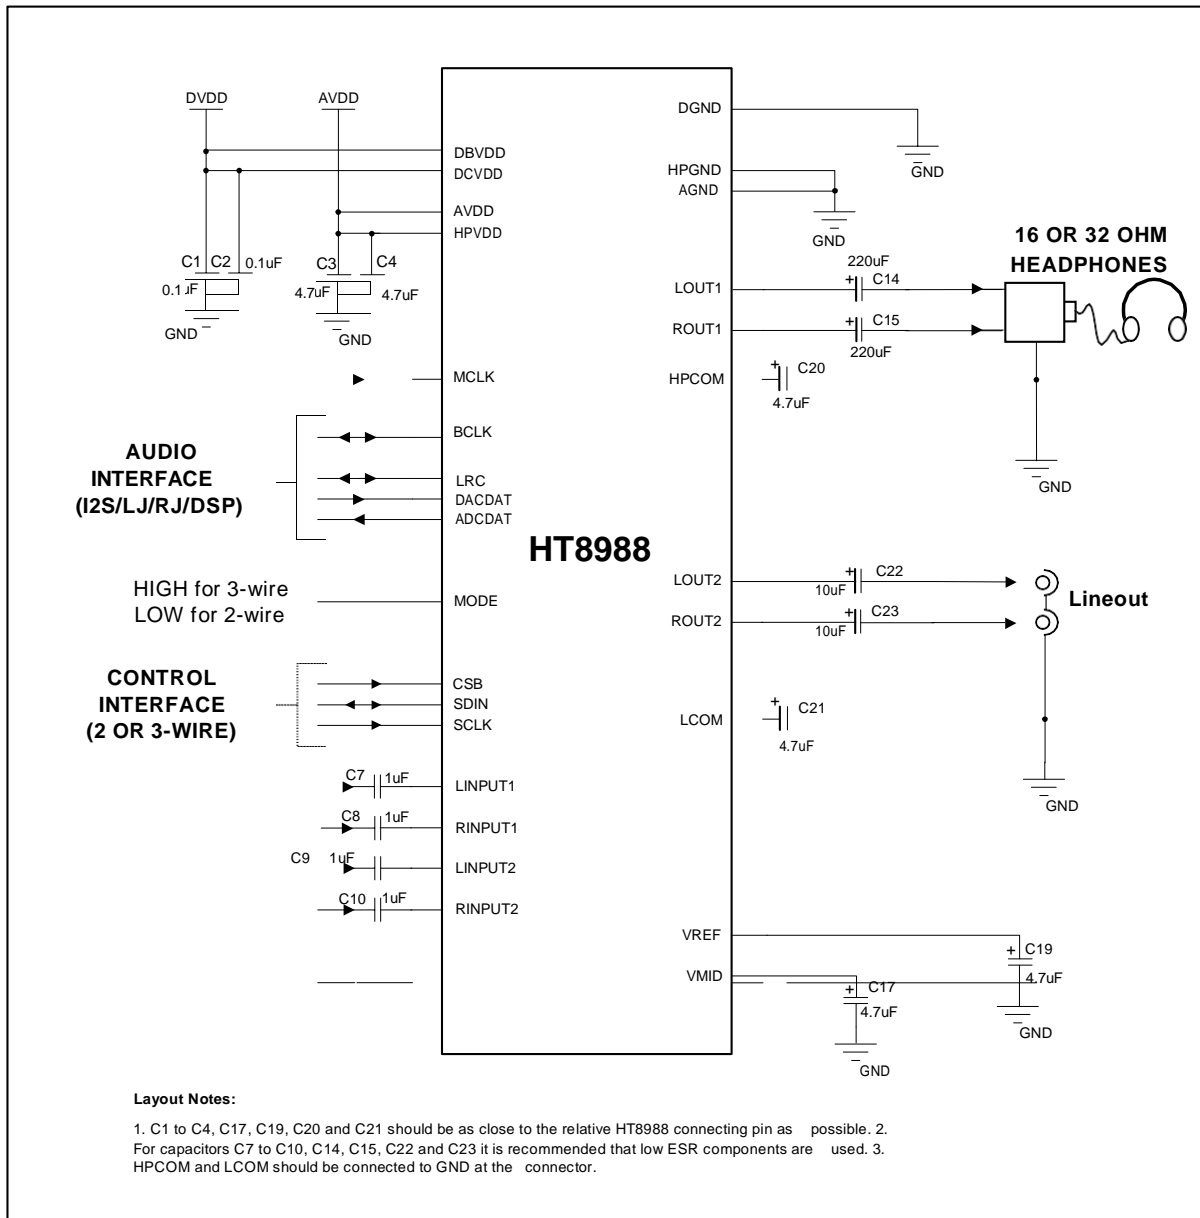 DVDD
AVDD
DBVDD
DCVDD
AVDD
HPVDD
C1
C2
0.1uF
C3
C4
4.7uF
4.7uF
GND
GND
MCLK
AUDIO
INTERFACE
(I2S/LJ/RJ/DSP)
BCLK
LRC
DACDAT
ADCDAT
HIGH for 3-wire
LOW for 2-wire
MODE
CONTROL
INTERFACE
(2 OR 3-WIRE)
CSB
SDIN
SCLK
C7
1uF
LINPUT1
C8
1uF
RINPUT1
C9
1uF
LINPUT2
C10
1uF
RINPUT2
HT8988
DGND
GND
HPGND
AGND
GND
16 OR 32 OHM
HEADPHONES
220uF
LOUT1
+
C14
ROUT1
+
C15
220uF
HPCOM
+
C20
4.7uF
GND
LOUT2
+
C22
10uF
Lineout
ROUT2
+
C23
10uF
LCOM
+
C21
4.7uF
GND
VREF
+
C19
4.7uF
GND
VMID
+
C17
4.7uF
GND
Layout Notes:
1. C1 to C4, C17, C19, C20 and C21 should be as close to the relative HT8988 connecting pin as possible. 2.
For capacitors C7 to C10, C14, C15, C22 and C23 it is recommended that low ESR components are used. 3.
HPCOM and LCOM should be connected to GND at the connector.